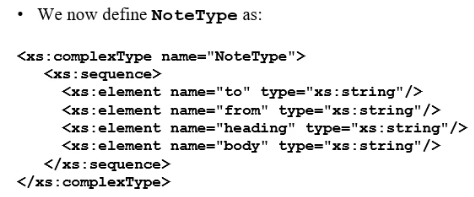 • We now define NoteType as:
<xs:complexType name="NoteType">
<xs:sequence>
<xs:element name="to" type="xs:string"/>
<xs:element name="from" type="xs:string"/>
<xs:element name="heading" type="xs:string"/>
<xs:element name="body" type="xs:string"/>
</xs:sequence>
</xs:complexType>